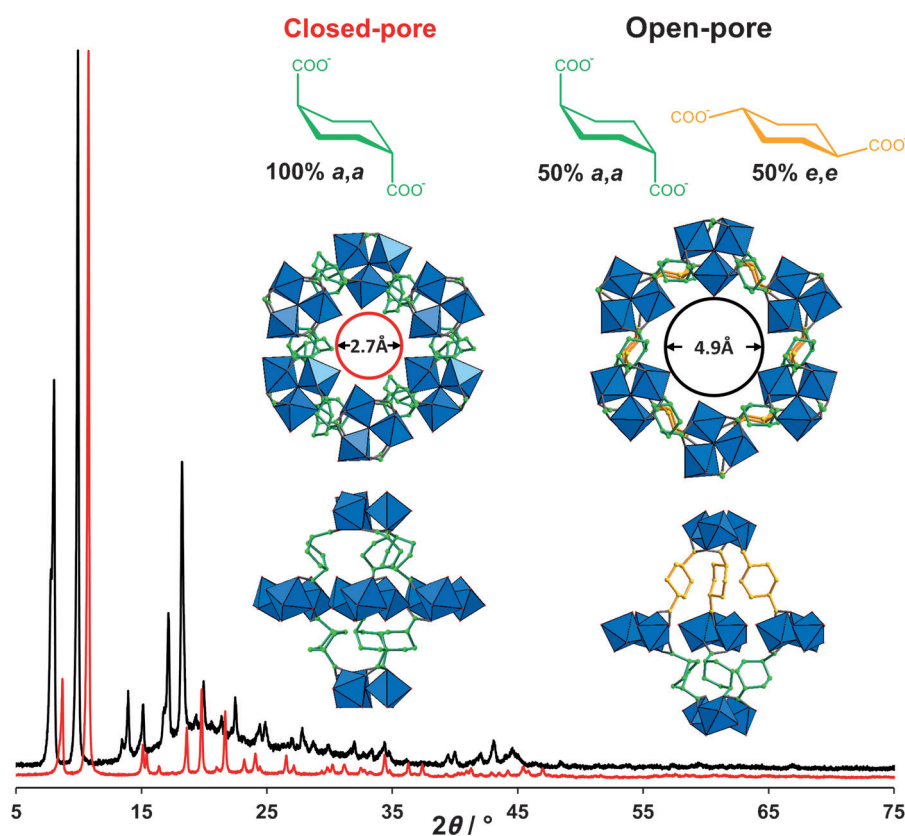 Closed-pore
Open-pore
COO-
COO-
COO-
COO-
COO-
COO-
100% a,a
50% a,a
50% e,e
2.7Å
4.9Å
5 15 25 35 45 55 65 75
2θ / °